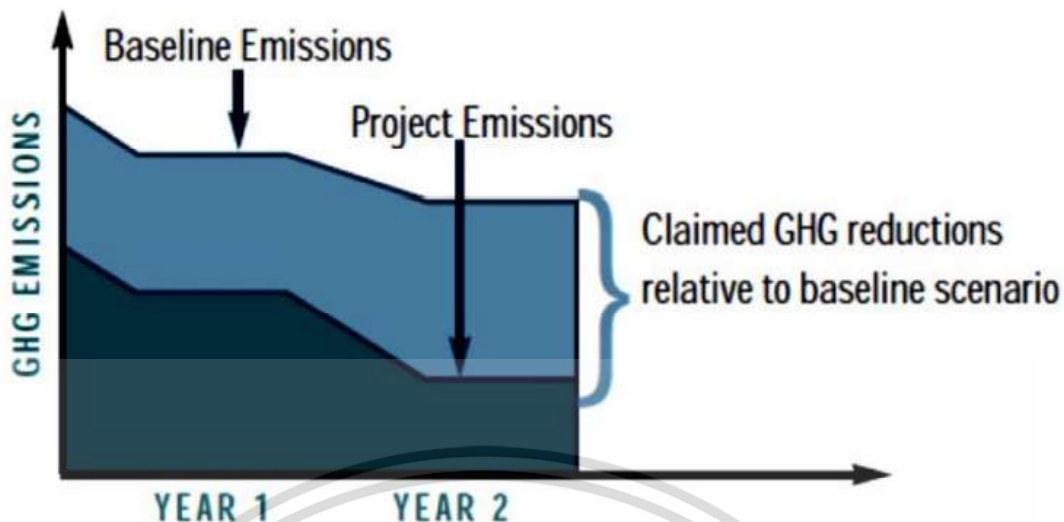 Baseline Emissions
Project Emissions
GHG EMISSIONS
Claimed GHG reductions
relative to baseline scenario
YEAR 1
YEAR 2